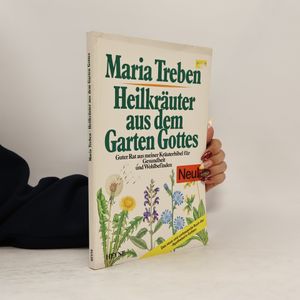 Maria Treben
Heilkräuter
aus dem
Garten Gottes
Guter Rat aus meiner Kräuterbibel für
Gesundheit
und Wohlbefinden
Neu
HEYNE
Maria Treben · Heilkräuter aus dem Garten Gottes